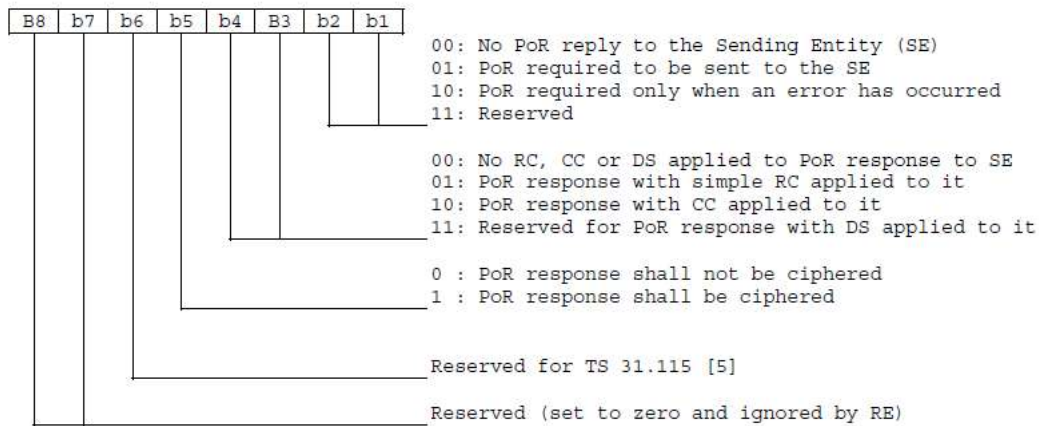 B8 b7 b6 b5 b4 B3 b2 b1
00: No PoR reply to the Sending Entity (SE)
01: PoR required to be sent to the SE
10: PoR required only when an error has occurred
11: Reserved
00: No RC, CC or DS applied to PoR response to SE
01: PoR response with simple RC applied to it
10: PoR response with CC applied to it
11: Reserved for PoR response with DS applied to it
0 : PoR response shall not be ciphered
1 : PoR response shall be ciphered
Reserved for TS 31.115 [5]
Reserved (set to zero and ignored by RE)